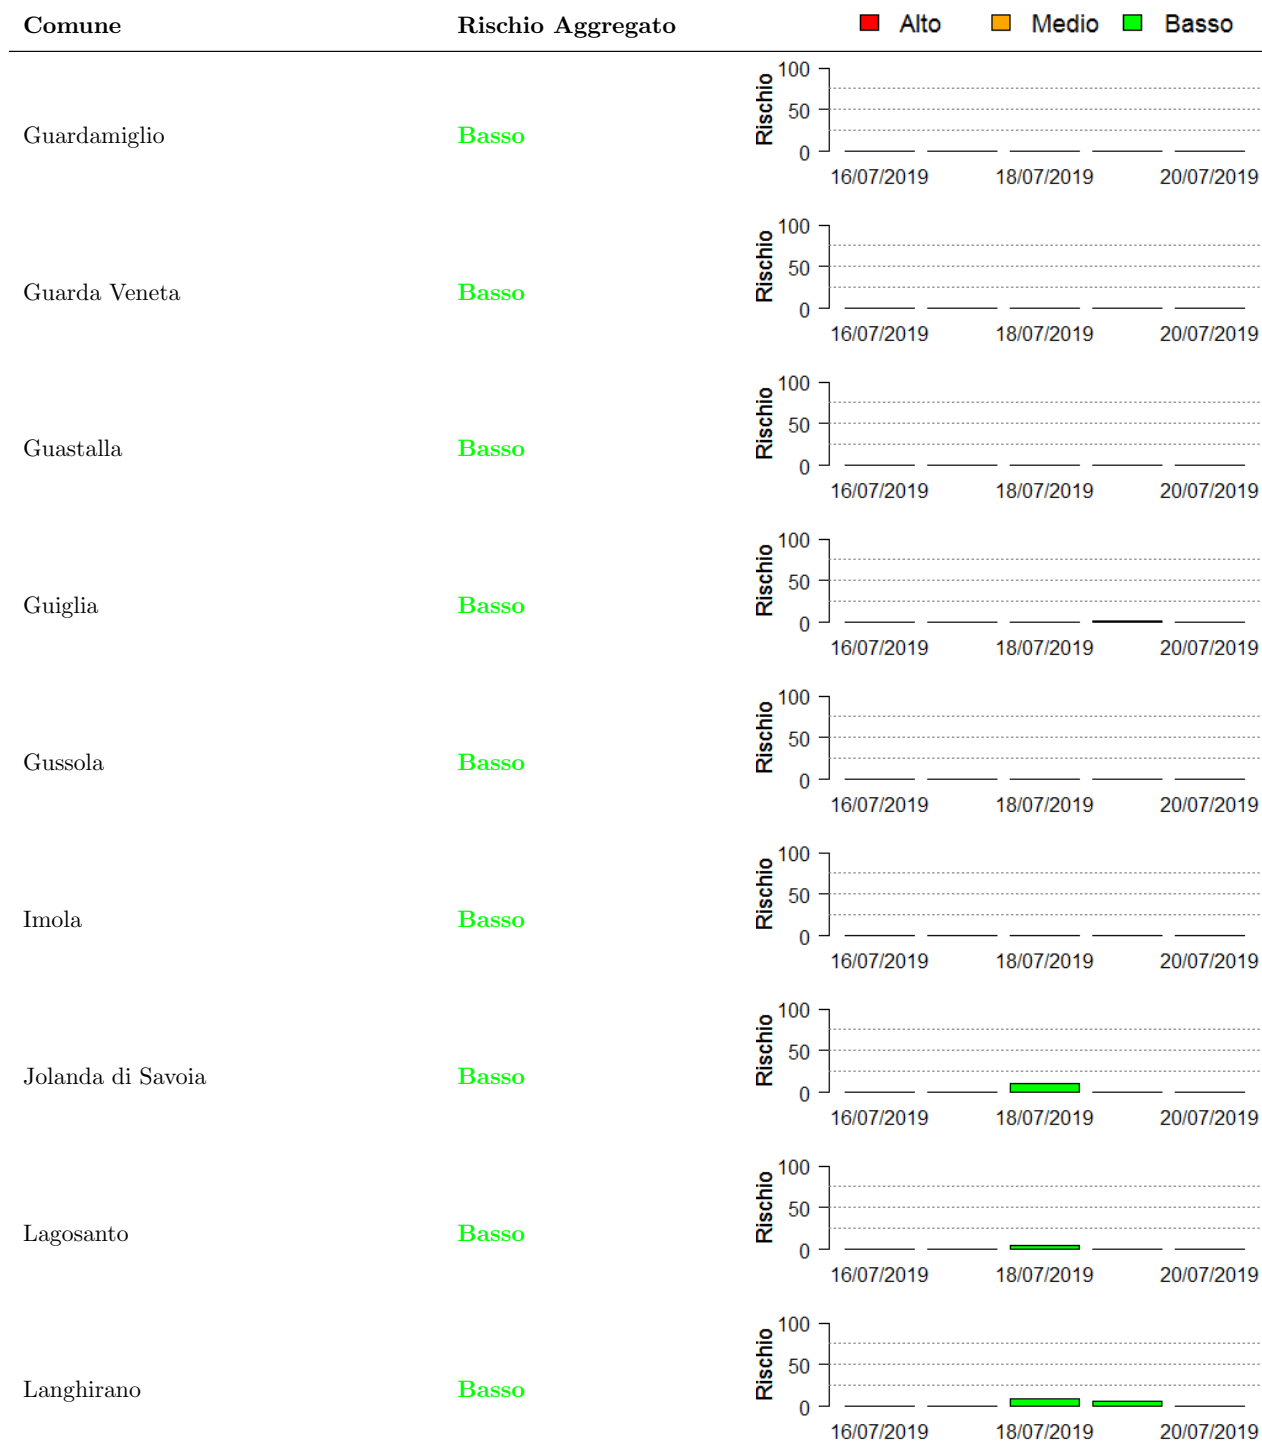 Comune Rischio Aggregato Alto Medio Basso
Guardamiglio Basso
Rischio
100
50
0
16/07/2019 18/07/2019 20/07/2019
Guarda Veneta Basso
Rischio
100
50
0
16/07/2019 18/07/2019 20/07/2019
Guastalla Basso
Rischio
100
50
0
16/07/2019 18/07/2019 20/07/2019
Guiglia Basso
Rischio
100
50
0
16/07/2019 18/07/2019 20/07/2019
Gussola Basso
Rischio
100
50
0
16/07/2019 18/07/2019 20/07/2019
Imola Basso
Rischio
100
50
0
16/07/2019 18/07/2019 20/07/2019
Jolanda di Savoia Basso
Rischio
100
50
0
16/07/2019 18/07/2019 20/07/2019
Lagosanto Basso
Rischio
100
50
0
16/07/2019 18/07/2019 20/07/2019
Langhirano Basso
Rischio
100
50
0
16/07/2019 18/07/2019 20/07/2019